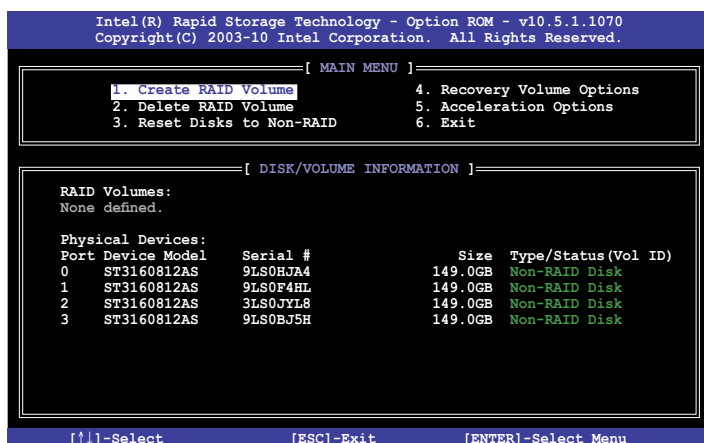 Intel(R) Rapid Storage Technology - Option ROM - v10.5.1.1070
Copyright(C) 2003-10 Intel Corporation. All Rights Reserved.
[ MAIN MENU ]
1. Create RAID Volume 4. Recovery Volume Options
2. Delete RAID Volume 5. Acceleration Options
3. Reset Disks to Non-RAID 6. Exit
[ DISK/VOLUME INFORMATION ]
RAID Volumes:
None defined.
Physical Devices:
Port Device Model Serial # Size Type/Status(Vol ID)
0 ST3160812AS 9LS0HJA4 149.0GB Non-RAID Disk
1 ST3160812AS 9LS0F4HL 149.0GB Non-RAID Disk
2 ST3160812AS 3LS0JYL8 149.0GB Non-RAID Disk
3 ST3160812AS 9LS0BJ5H 149.0GB Non-RAID Disk
[↑↓]-Select [ESC]-Exit [ENTER]-Select Menu